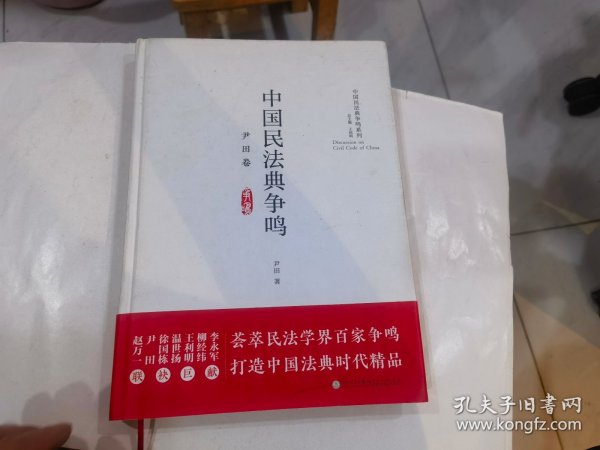 中国民法典争鸣系列
Discussion on
Civil Code of China
中国民法典争鸣
尹田卷
尹田 著
荟萃民法学界百家争鸣
打造中国法典时代精品
李永军
柳经纬
王利明
温世扬
徐国栋
尹田
赵万一
联袂巨献
孔夫子旧书网
www.kongfz.com